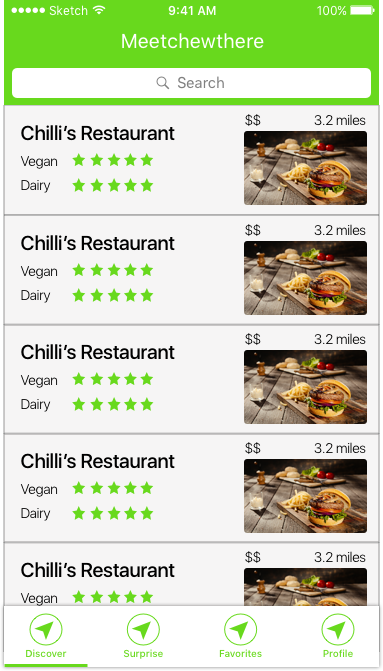 Sketch 9:41 AM 100%
Meetchewthere
Search
$$ 3.2 miles
Chilli's Restaurant
Vegan
Dairy
$$ 3.2 miles
Chilli's Restaurant
Vegan
Dairy
$$ 3.2 miles
Chilli's Restaurant
Vegan
Dairy
$$ 3.2 miles
Chilli's Restaurant
Vegan
Dairy
$$ 3.2 miles
Chilli's Restaurant
Vegan
Discover Surprise Favorites Profile